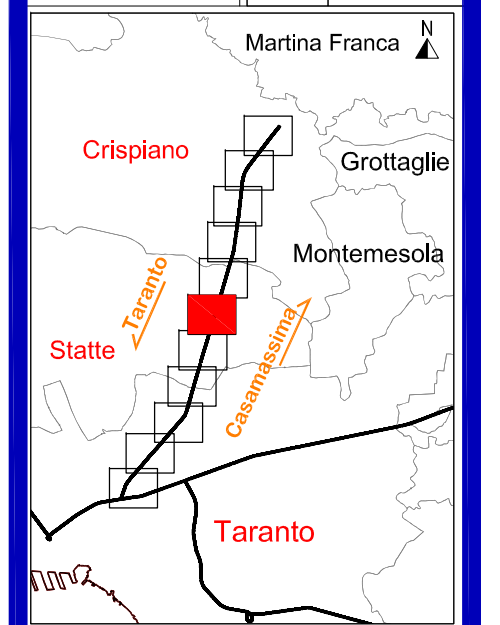 N
Martina Franca
Crispiano
Grottaglie
Montemesola
Taranto
Statte
Casamassima
Taranto